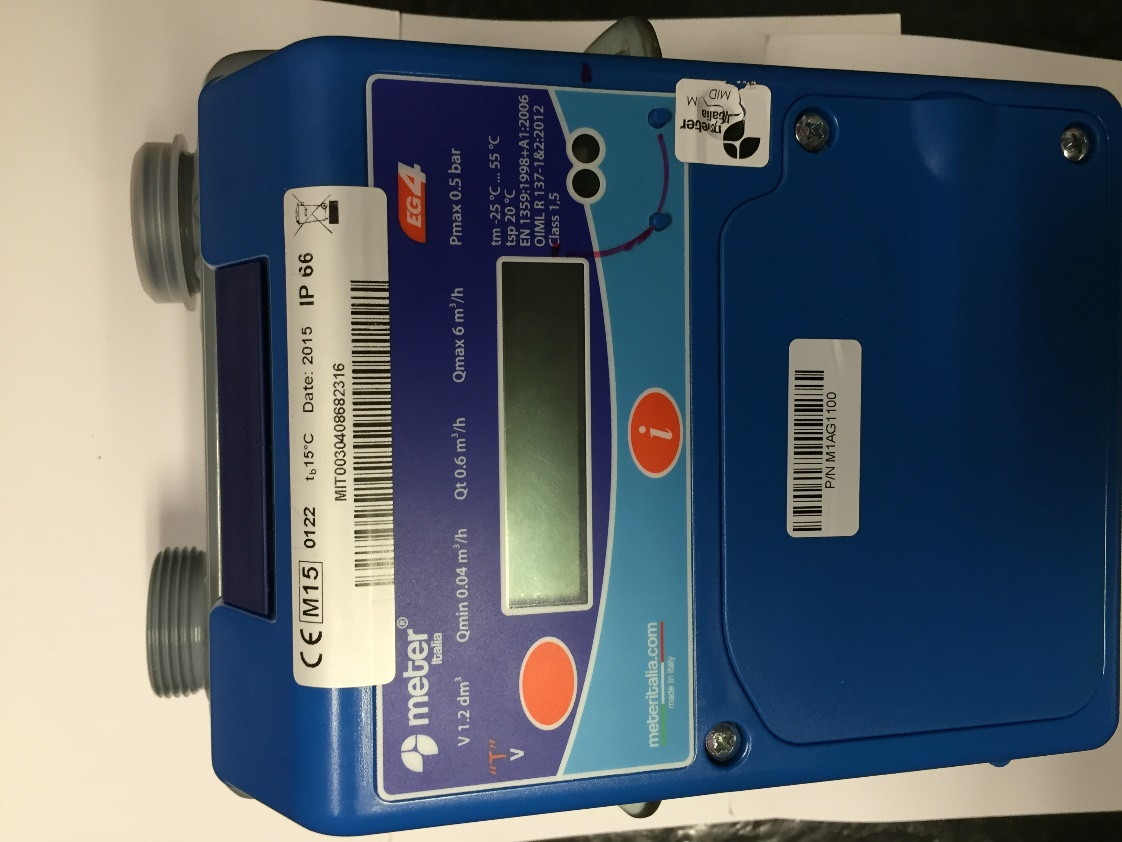 CE M15 0122 tb15°C Date: 2015 IP 66
MIT0030408682316
meter®
Italia
EG4
V 1.2 dm³ Qmin 0.04 m³/h Qt 0.6 m³/h Qmax 6 m³/h Pmax 0.5 bar
"T"
V
tm -25 °C ... 55 °C
tsp 20 °C
EN 1359:1998+A1:2006
OIML R 137-1&2:2012
Class 1,5
i
meteritalia.com
made in italy
meter
Italia
MID
M
P/N M1AG1100